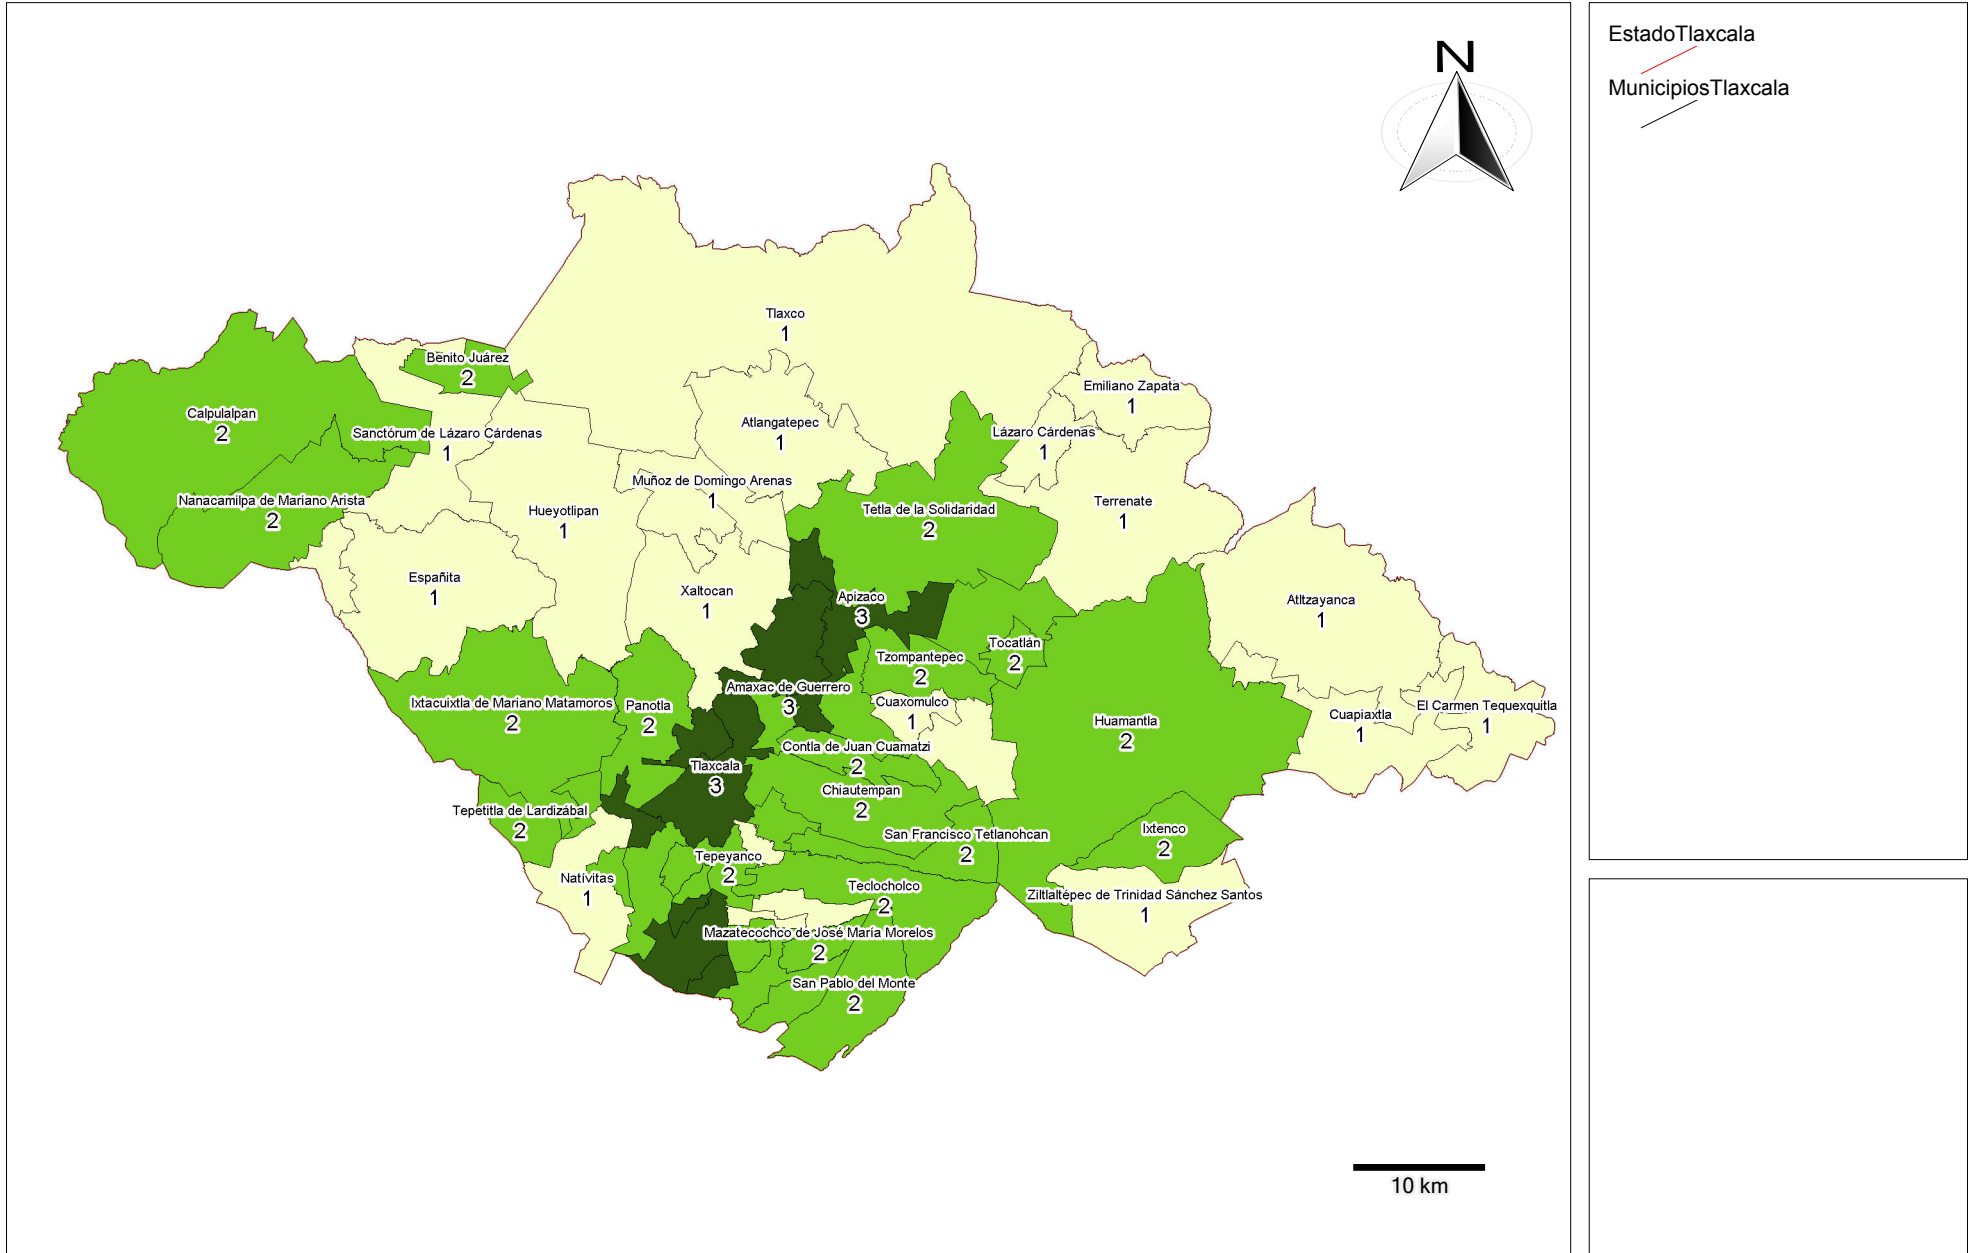 N
EstadoTlaxcala
MunicipiosTlaxcala
Tlaxco
1
Benito Juárez
2
Emiliano Zapata
1
Calpulalpan
2
Atlangatepec
1
Sanctórum de Lázaro Cárdenas
1
Lázaro Cárdenas
1
Muñoz de Domingo Arenas
1
Nanacamilpa de Mariano Arista
2
Terrenate
1
Hueyotlipan
1
Tetla de la Solidaridad
2
Españita
1
Xaltocan
1
Apizaco
3
Atltzayanca
1
Tocatlán
2
Tzompantepec
2
Amaxac de Guerrero
3
Ixtacuixtla de Mariano Matamoros
2
Panotla
2
Cuaxomulco
1
Huamantla
2
Cuapiaxtla
1
El Carmen Tequexquitla
1
Contla de Juan Cuamatzi
2
Tlaxcala
3
Chiautempan
2
Tepetitla de Lardizábal
2
San Francisco Tetlanohcan
2
Ixtenco
2
Tepeyanco
2
Natívitas
1
Teolocholco
2
Ziltlaltépec de Trinidad Sánchez Santos
1
Mazatecochco de José María Morelos
2
San Pablo del Monte
2
10 km